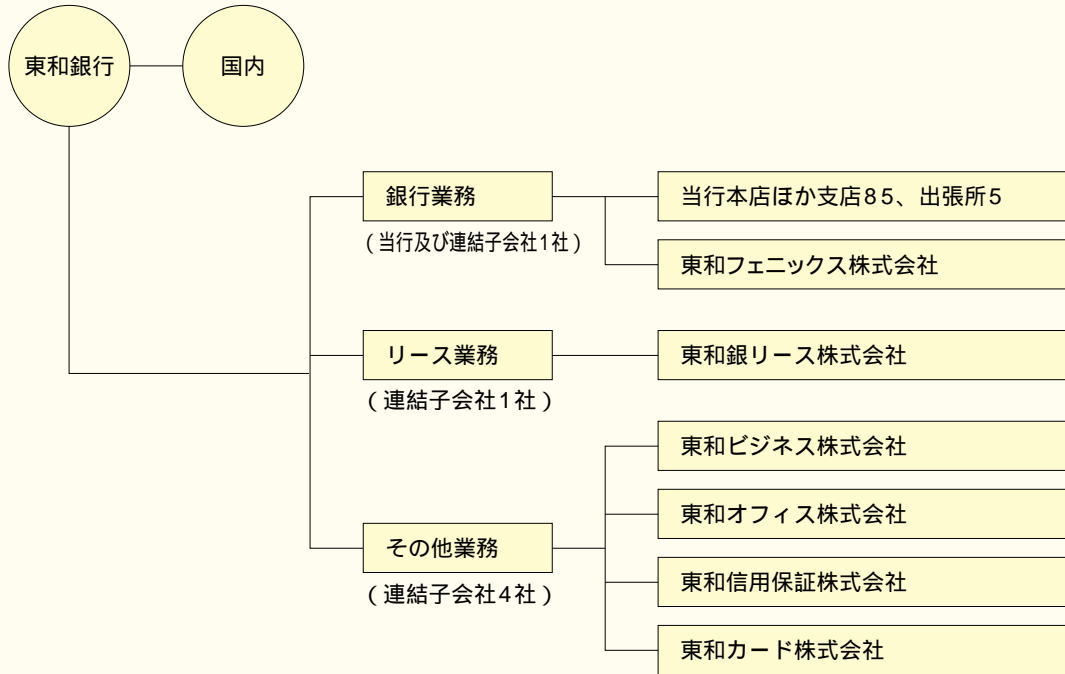 東和銀行
国内
銀行業務
（当行及び連結子会社1社）
当行本店ほか支店85、出張所5
東和フェニックス株式会社
リース業務
（連結子会社1社）
東和銀リース株式会社
その他業務
（連結子会社4社）
東和ビジネス株式会社
東和オフィス株式会社
東和信用保証株式会社
東和カード株式会社